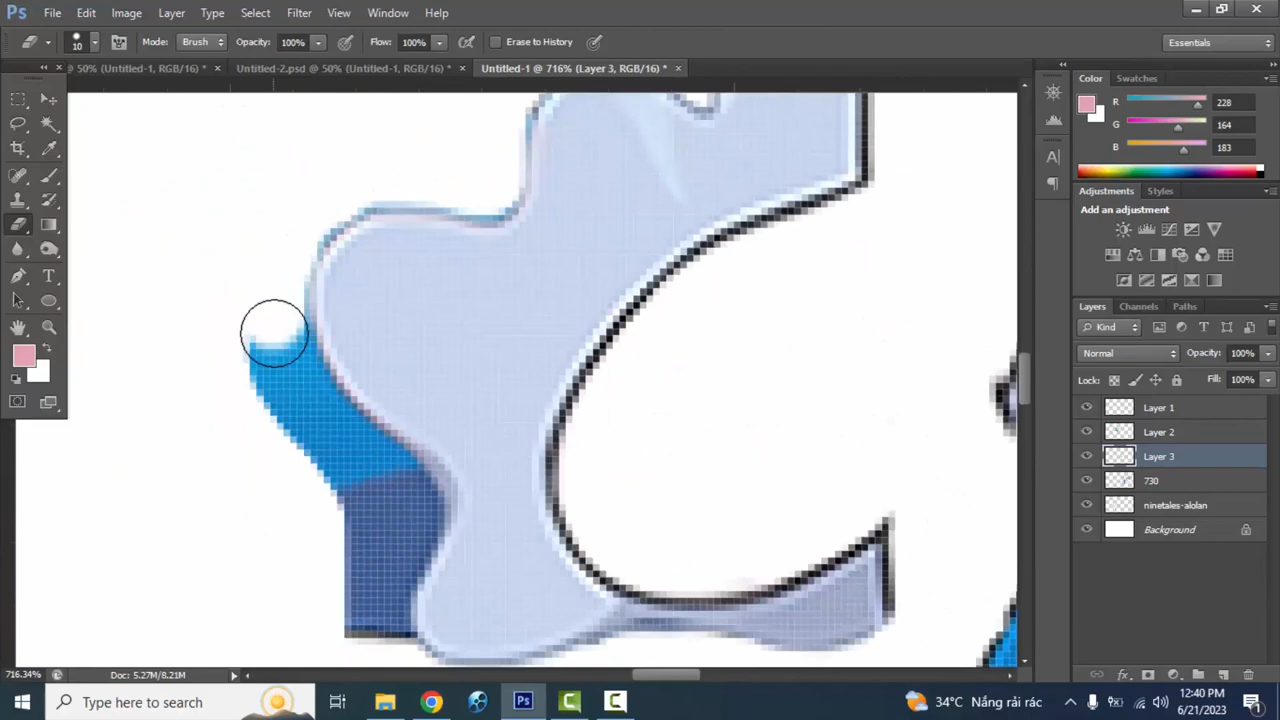 Ps File Edit Image Layer Type Select Filter 3D View Window Help
10 Mode: Brush Opacity: 100% Flow: 100% Erase to History Essentials
@ 50% (Untitled-1, RGB/16) * × Untitled-2.psd @ 50% (Untitled-1, RGB/16) * × Untitled-1 @ 716% (Layer 3, RGB/16) * ×
Color Swatches
R 228
G 164
B 183
Adjustments Styles
Add an adjustment
Layers Channels Paths
Kind
Normal Opacity: 100%
Lock: Fill: 100%
Layer 1
Layer 2
Layer 3
730
ninetales-alolan
Background
716.34% Doc: 5.27M/8.21M
Type here to search
Ps
34°C Nắng rải rác
12:40 PM
6/21/2023
1